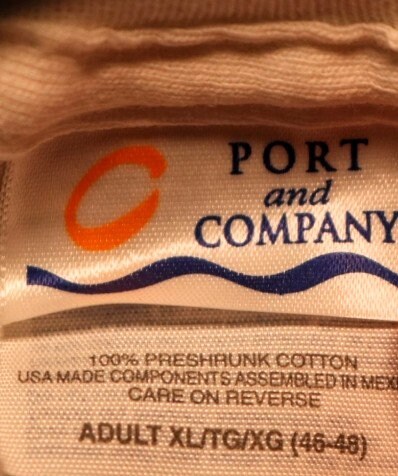 PORT
and
COMPANY
100% PRESHRUNK COTTON
USA MADE COMPONENTS ASSEMBLED IN MEX
CARE ON REVERSE
ADULT XL/TG/XG (46-48)